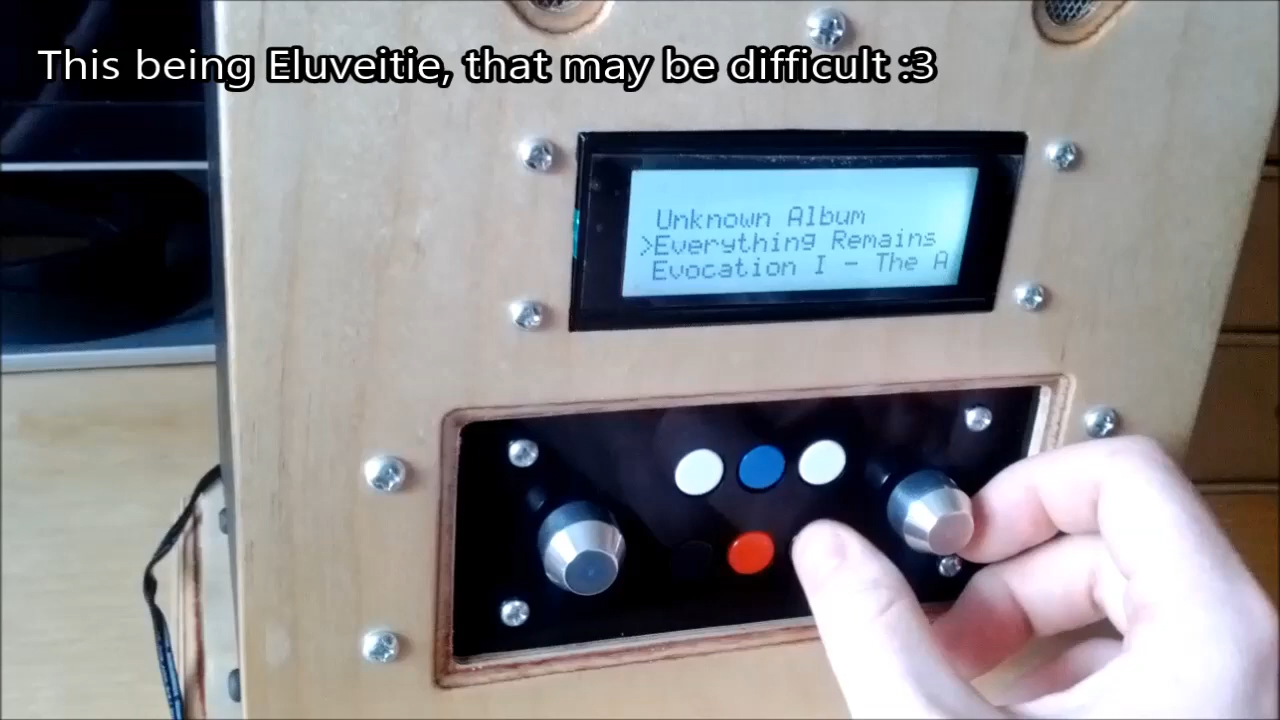 This being Eluveitie, that may be difficult :3
Unknown Album
>Everything Remains
Evocation I - The A